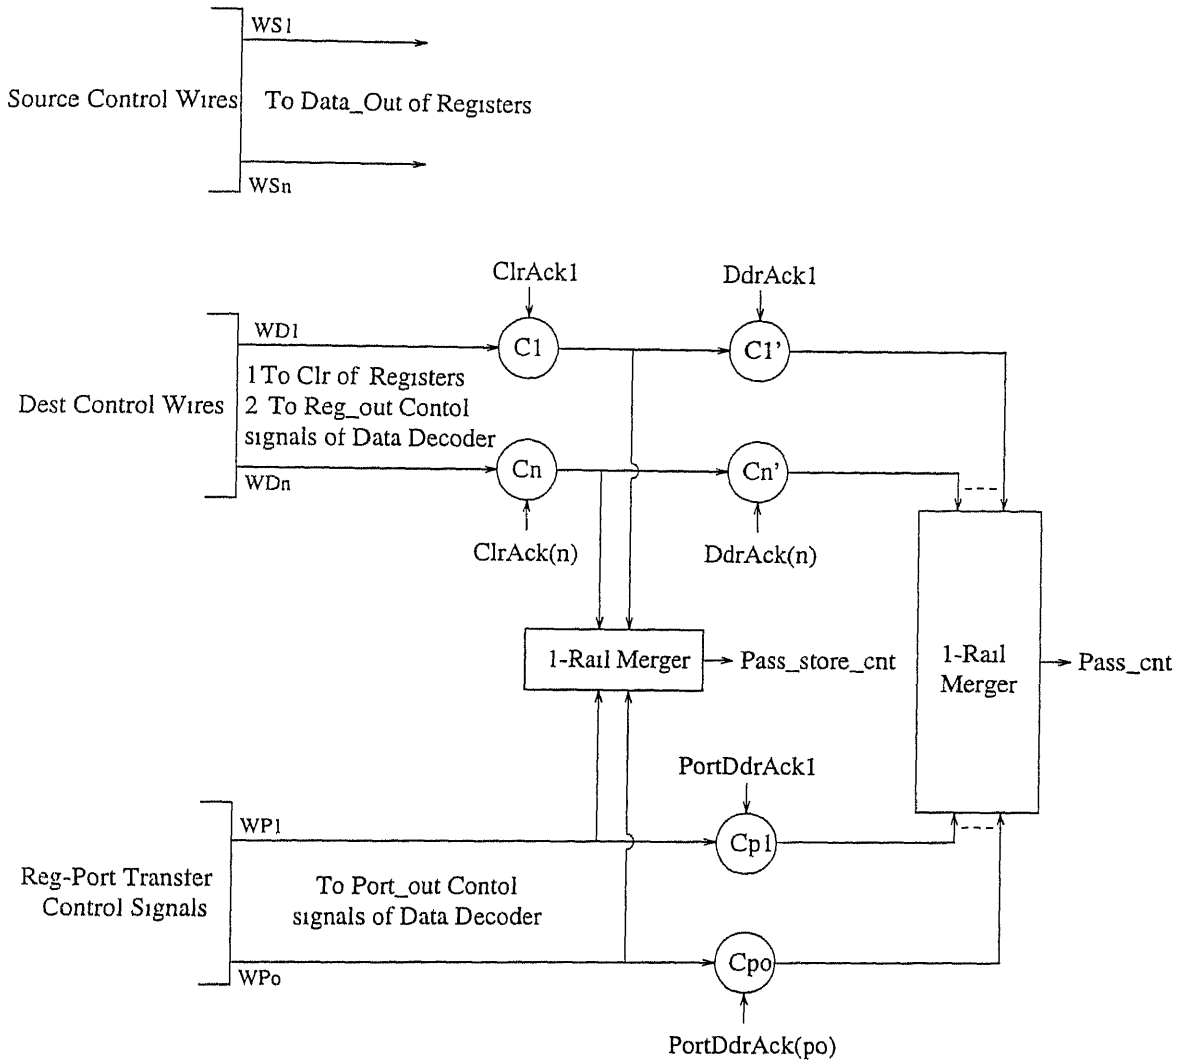 WS1
Source Control Wires
To Data_Out of Registers
WSn
ClrAck1
DdrAck1
WD1
C1
C1'
1 To Clr of Registers
Dest Control Wires
2 To Reg_out Contol
signals of Data Decoder
WDn
Cn
Cn'
ClrAck(n)
DdrAck(n)
1-Rail Merger
Pass_store_cnt
1-Rail
Merger
Pass_cnt
PortDdrAck1
WP1
Cp1
Reg-Port Transfer
Control Signals
To Port_out Contol
signals of Data Decoder
WPo
Cpo
PortDdrAck(po)